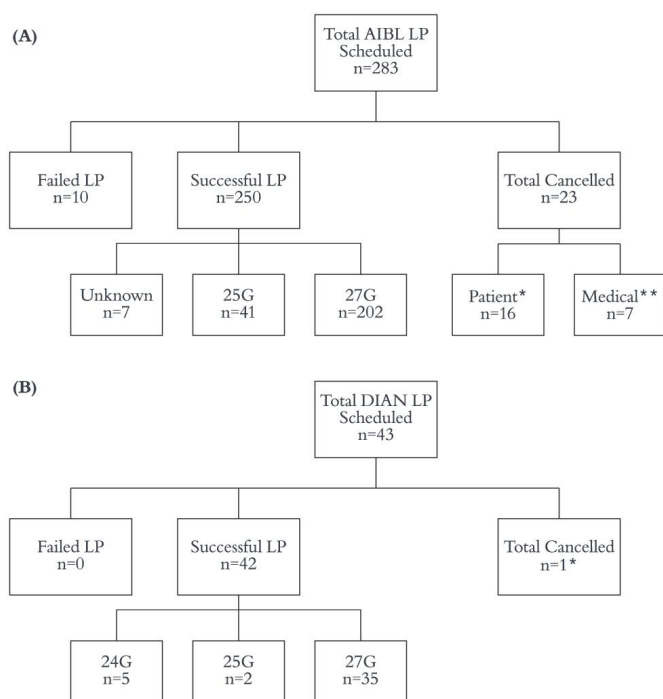 (A)
Total AIBL LP
Scheduled
n=283
Failed LP
n=10
Successful LP
n=250
Total Cancelled
n=23
Unknown
n=7
25G
n=41
27G
n=202
Patient*
n=16
Medical**
n=7
(B)
Total DIAN LP
Scheduled
n=43
Failed LP
n=0
Successful LP
n=42
Total Cancelled
n=1*
24G
n=5
25G
n=2
27G
n=35